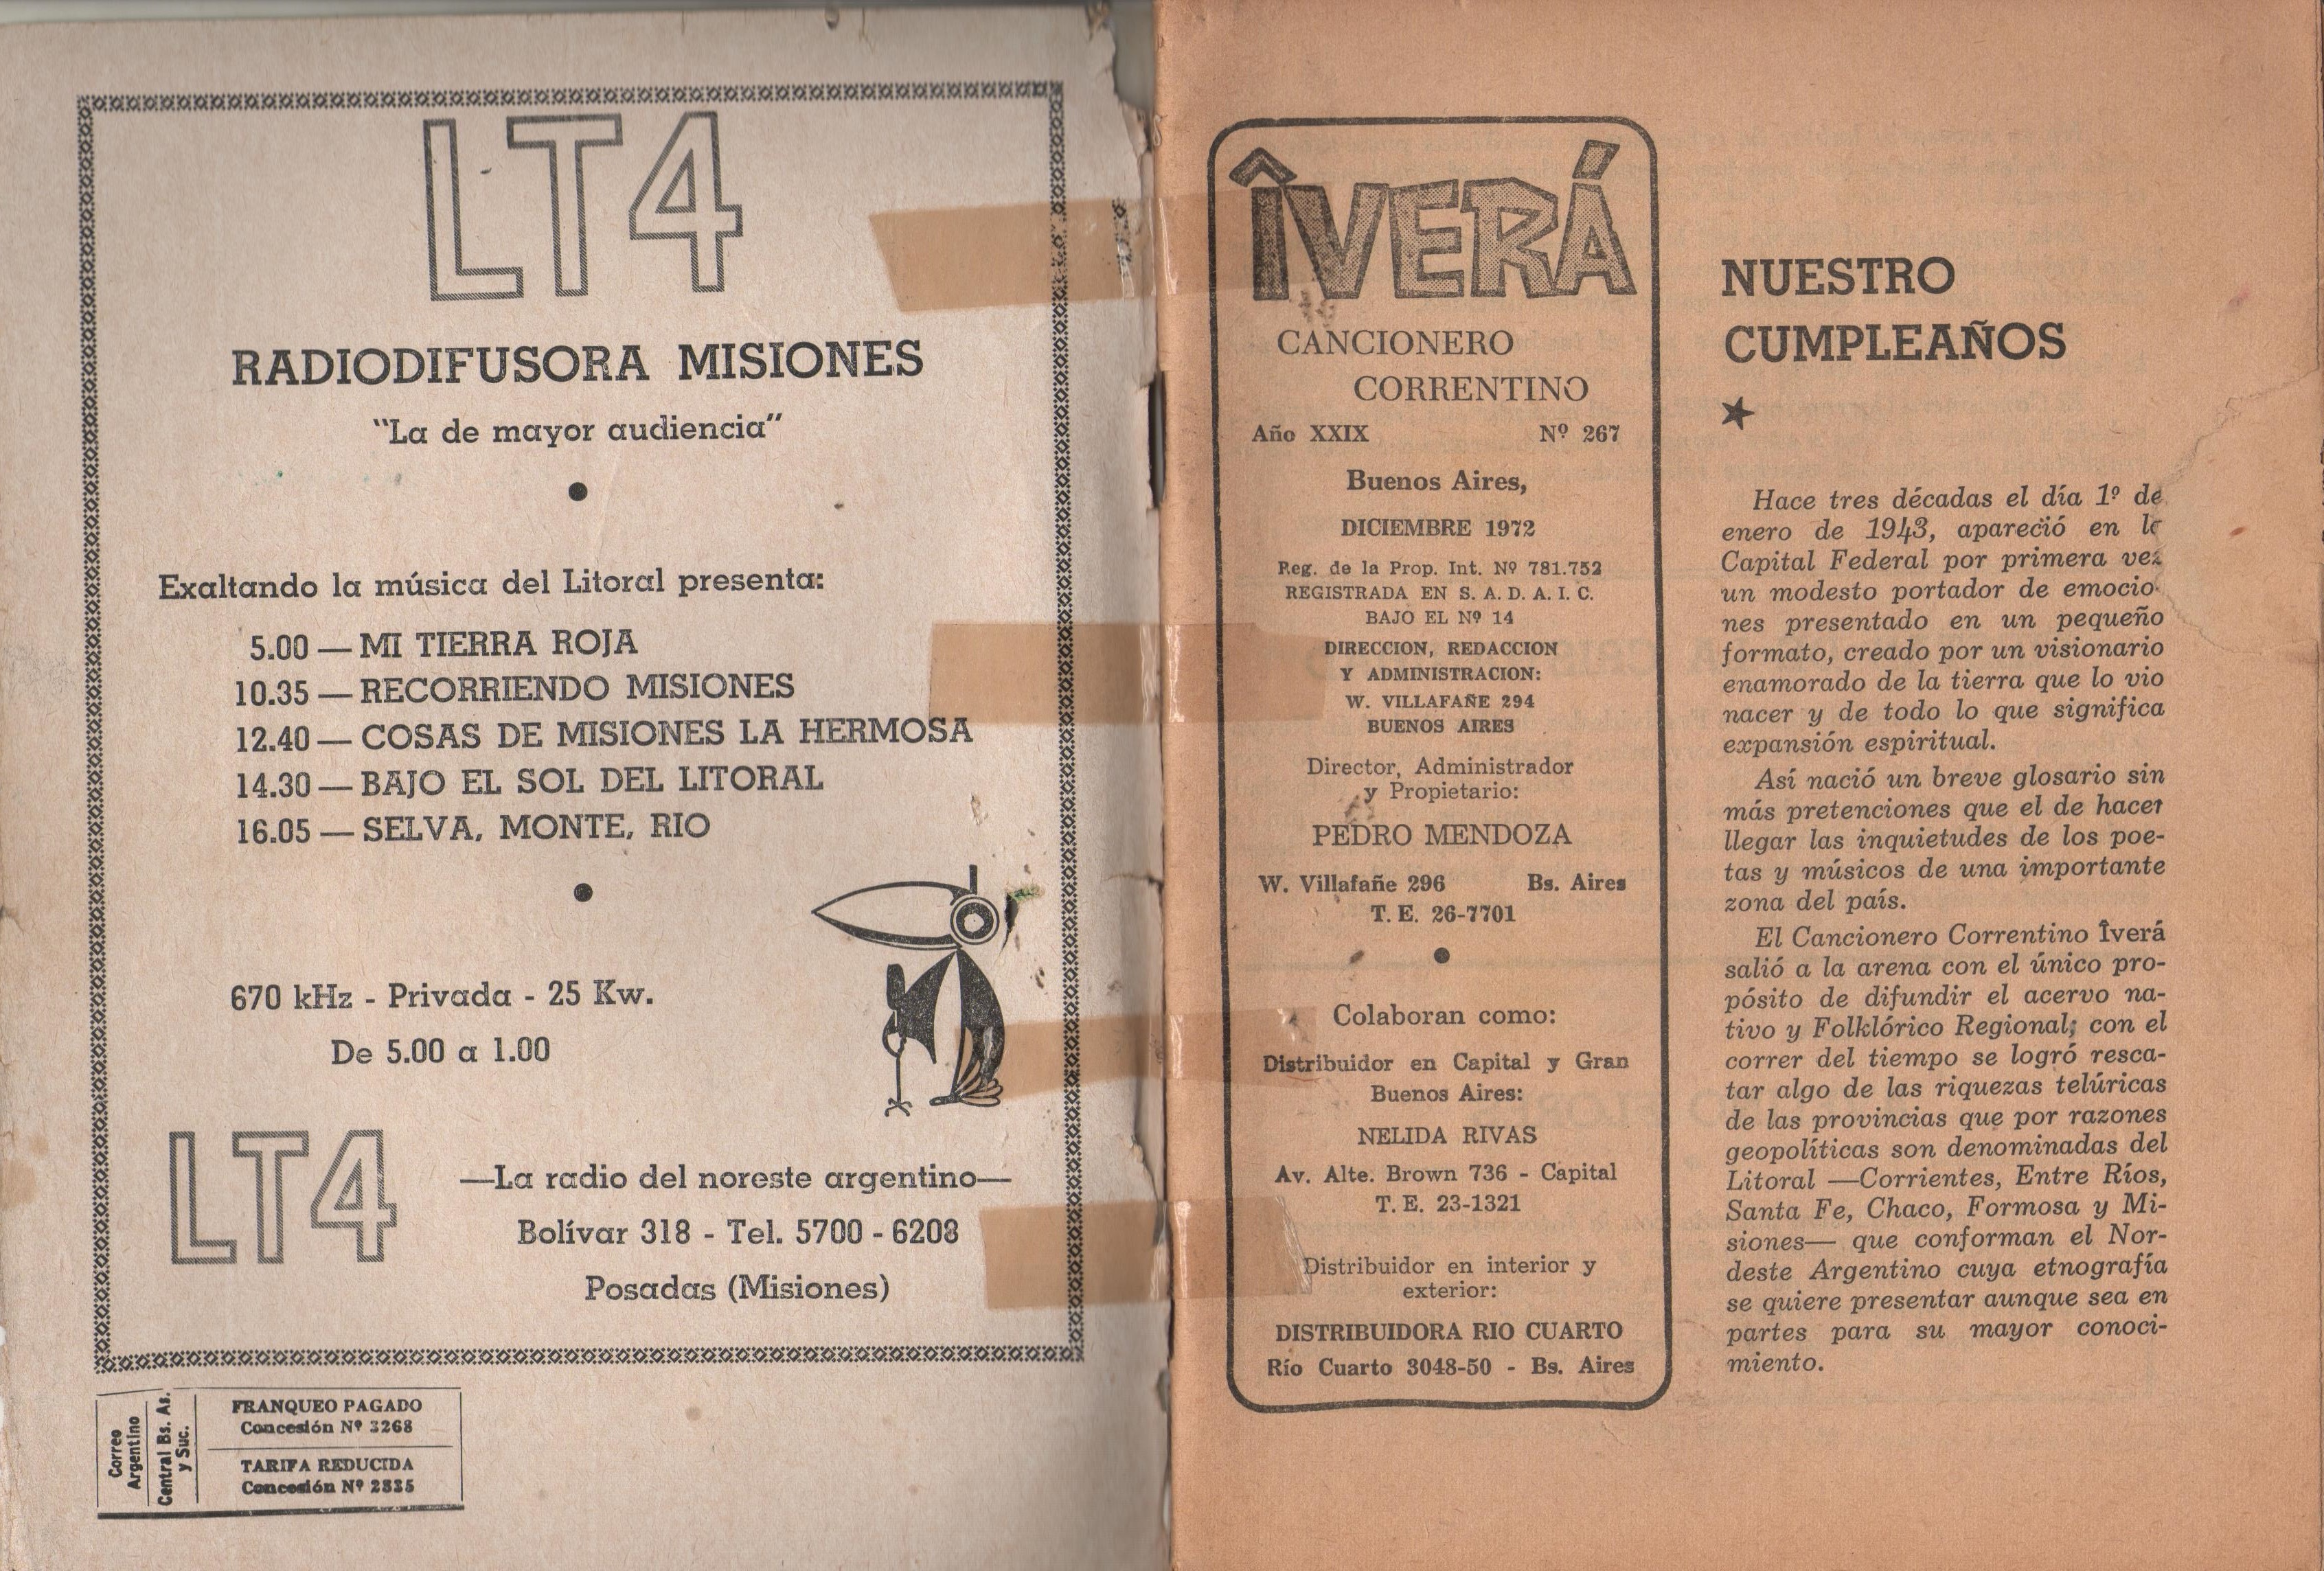 LT4
RADIODIFUSORA MISIONES
"La de mayor audiencia"
Exaltando la música del Litoral presenta:
5.00 — MI TIERRA ROJA
10.35 — RECORRIENDO MISIONES
12.40 — COSAS DE MISIONES LA HERMOSA
14.30 — BAJO EL SOL DEL LITORAL
16.05 — SELVA, MONTE, RIO
670 kHz - Privada - 25 Kw.
De 5.00 a 1.00
LT4
—La radio del noreste argentino—
Bolívar 318 - Tel. 5700 - 6208
Posadas (Misiones)
Correo
Argentino
Central Bs. As.
y Suc.
FRANQUEO PAGADO
Concesión Nº 3268
TARIFA REDUCIDA
Concesión Nº
ÎVERÁ
CANCIONERO
CORRENTINO
Año XXIX Nº 267
Buenos Aires,
DICIEMBRE 1972
Reg. de la Prop. Int. Nº 781.752
REGISTRADA EN S. A. D. A. I. C.
BAJO EL Nº 14
DIRECCION, REDACCION
Y ADMINISTRACION:
W. VILLAFAÑE 294
BUENOS AIRES
Director, Administrador
y Propietario:
PEDRO MENDOZA
W. Villafañe 296 Bs. Aires
T. E. 26-7701
Colaboran como:
Distribuidor en Capital y Gran
Buenos Aires:
NELIDA RIVAS
Av. Alte. Brown 736 - Capital
T. E. 23-1321
Distribuidor en interior y
exterior:
DISTRIBUIDORA RIO CUARTO
Río Cuarto 3048-50 - Bs. Aires
NUESTRO
CUMPLEAÑOS
Hace tres décadas el día 1º de
enero de 1943, apareció en la
Capital Federal por primera vez
un modesto portador de emocio-
nes presentado en un pequeño
formato, creado por un visionario
enamorado de la tierra que lo vio
nacer y de todo lo que significa
expansión espiritual.
Así nació un breve glosario sin
más pretenciones que el de hacer
llegar las inquietudes de los poe-
tas y músicos de una importante
zona del país.
El Cancionero Correntino Îverá
salió a la arena con el único pro-
pósito de difundir el acervo na-
tivo y Folklórico Regional; con el
correr del tiempo se logró resca-
tar algo de las riquezas telúricas
de las provincias que por razones
geopolíticas son denominadas del
Litoral —Corrientes, Entre Ríos,
Santa Fe, Chaco, Formosa y Mi-
siones— que conforman el Nor-
deste Argentino cuya etnografía
se quiere presentar aunque sea en
partes para su mayor conoci-
miento.